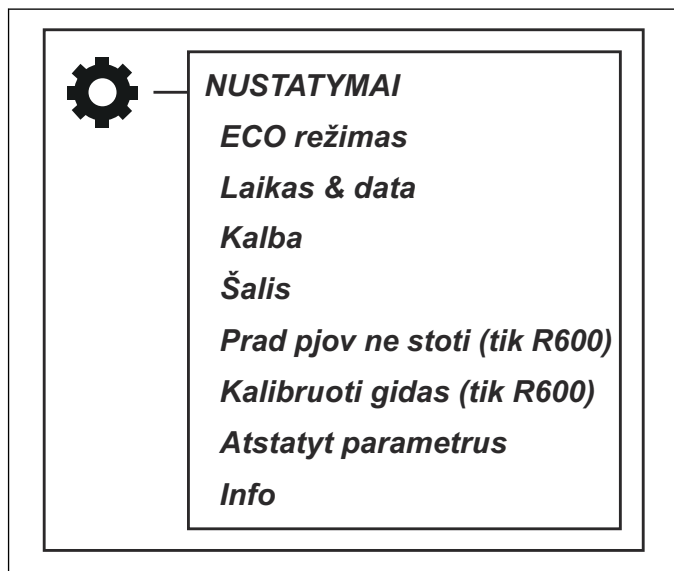 NUSTATYMAI
ECO režimas
Laikas & data
Kalba
Šalis
Prad pjov ne stoti (tik R600)
Kalibruoti gidas (tik R600)
Atstatyt parametrus
Info